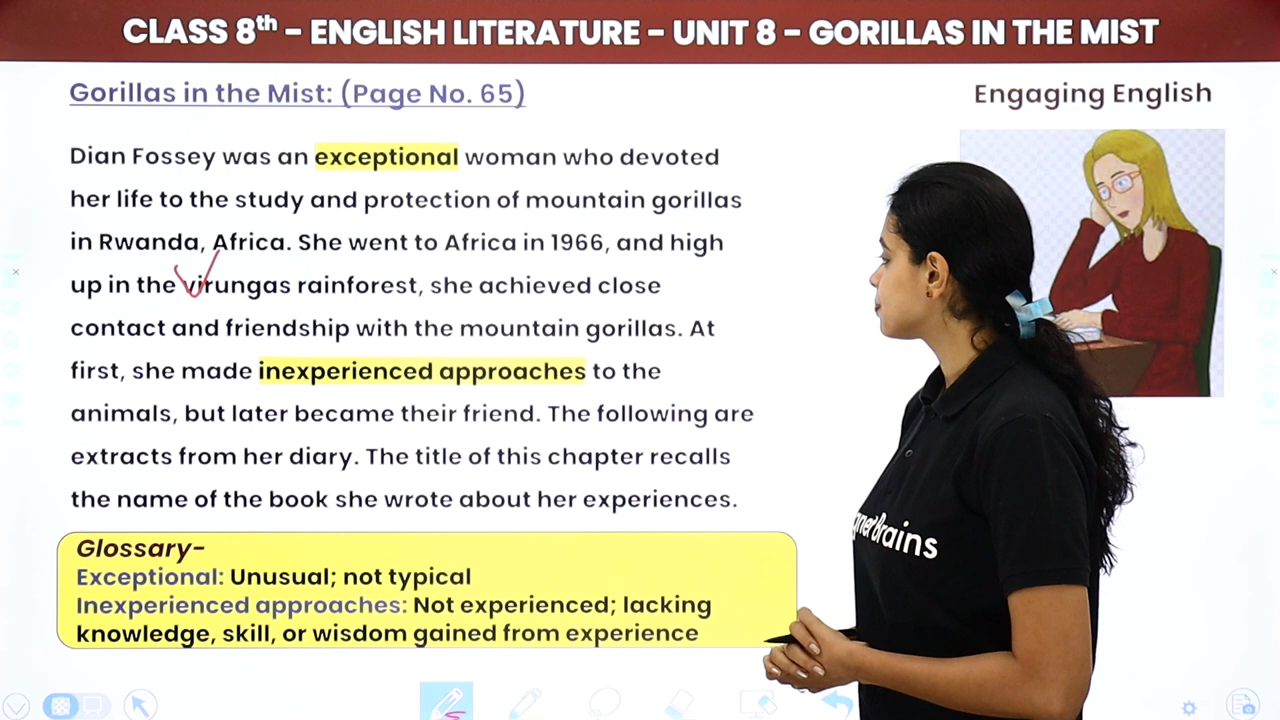 CLASS 8th – ENGLISH LITERATURE – UNIT 8 – GORILLAS IN THE MIST
Gorillas in the Mist: (Page No. 65)
Engaging English
Dian Fossey was an exceptional woman who devoted
her life to the study and protection of mountain gorillas
in Rwanda, Africa. She went to Africa in 1966, and high
up in the virungas rainforest, she achieved close
contact and friendship with the mountain gorillas. At
first, she made inexperienced approaches to the
animals, but later became their friend. The following are
extracts from her diary. The title of this chapter recalls
the name of the book she wrote about her experiences.
Glossary-
Exceptional: Unusual; not typical
Inexperienced approaches: Not experienced; lacking
knowledge, skill, or wisdom gained from experience
Brains